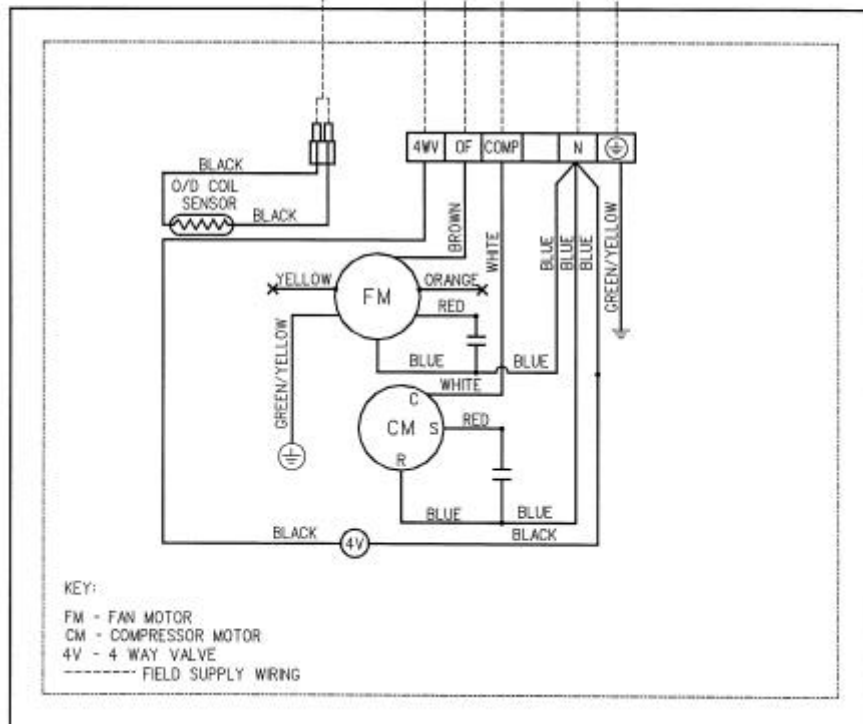 4WV OF COMP N
BLACK
O/D COIL
SENSOR
BLACK
BROWN
WHITE
BLUE
BLUE
BLUE
GREEN/YELLOW
YELLOW
FM
ORANGE
RED
GREEN/YELLOW
BLUE
BLUE
WHITE
C
CM
S
RED
R
BLUE
BLUE
BLACK
4V
BLACK
KEY:
FM - FAN MOTOR
CM - COMPRESSOR MOTOR
4V - 4 WAY VALVE
FIELD SUPPLY WIRING